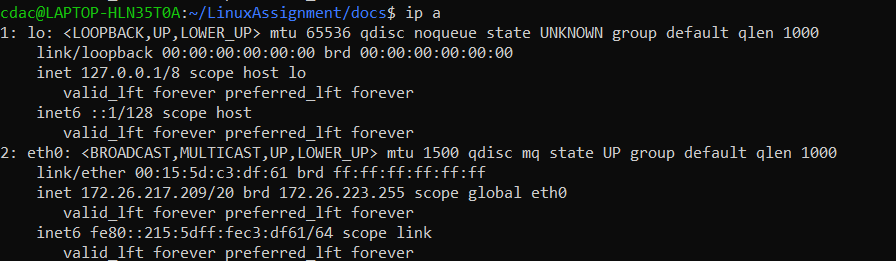 cdac@LAPTOP-HLN35T0A:~/LinuxAssignment/docs$ ip a
1: lo: <LOOPBACK,UP,LOWER_UP> mtu 65536 qdisc noqueue state UNKNOWN group default qlen 1000
    link/loopback 00:00:00:00:00:00 brd 00:00:00:00:00:00
    inet 127.0.0.1/8 scope host lo
       valid_lft forever preferred_lft forever
    inet6 ::1/128 scope host
       valid_lft forever preferred_lft forever
2: eth0: <BROADCAST,MULTICAST,UP,LOWER_UP> mtu 1500 qdisc mq state UP group default qlen 1000
    link/ether 00:15:5d:c3:df:61 brd ff:ff:ff:ff:ff:ff
    inet 172.26.217.209/20 brd 172.26.223.255 scope global eth0
       valid_lft forever preferred_lft forever
    inet6 fe80::215:5dff:fec3:df61/64 scope link
       valid_lft forever preferred_lft forever